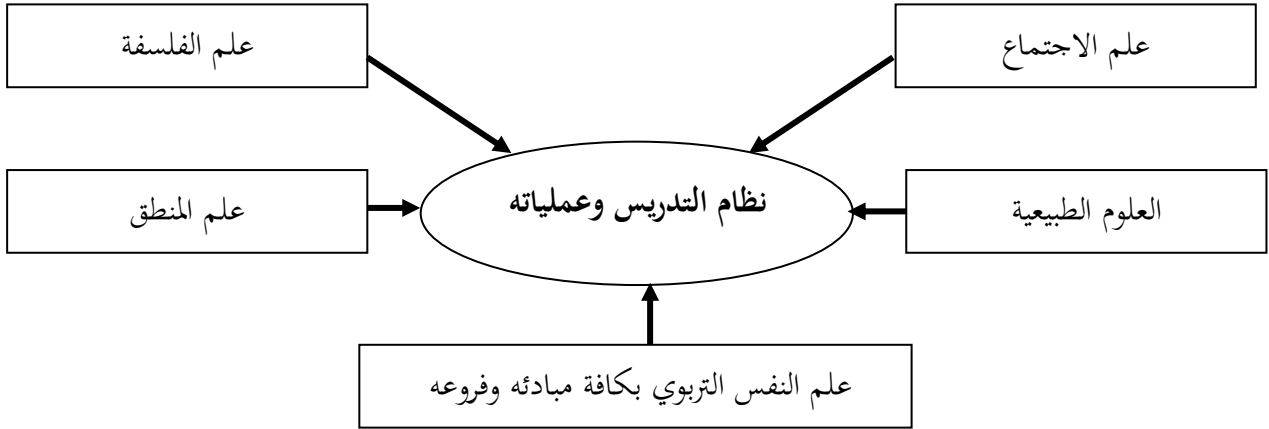 علم الاجتماع
علم الفلسفة
نظام التدريس وعملياته
العلوم الطبيعية
علم المنطق
علم النفس التربوي بكافة مبادئه وفروعه